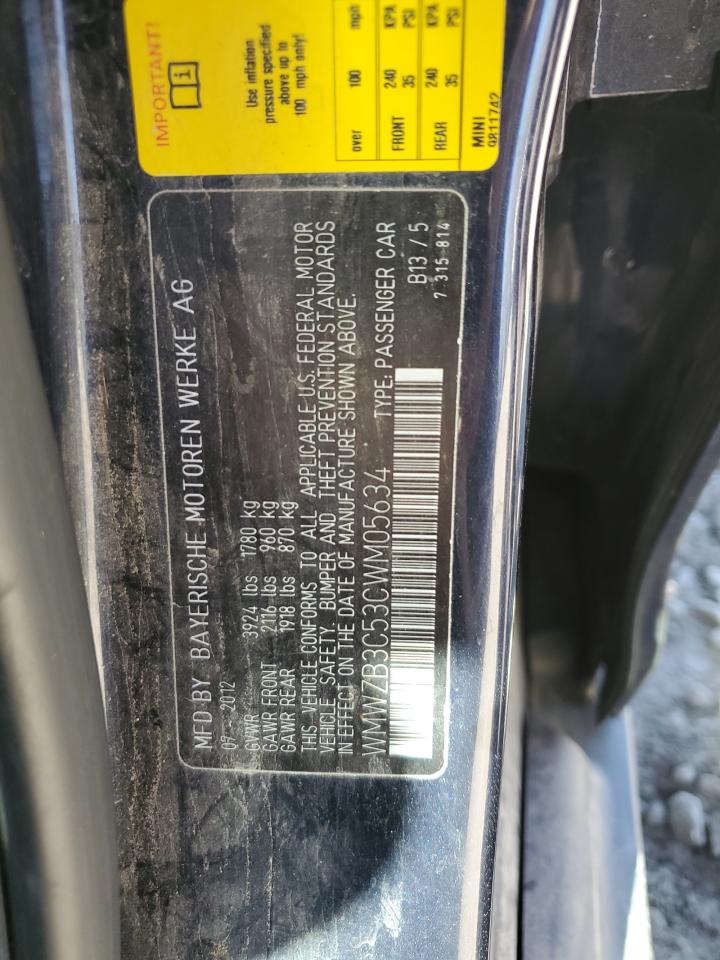 IMPORTANT!
i
Use inflation
pressure specified
above up to
100 mph only!
over 100 mph
FRONT 240 KPA
35 PSI
REAR 240 KPA
35 PSI
MINI
9811742
MFD BY BAYERISCHE MOTOREN WERKE AG
07 2012
GVWR 3924 lbs 1780 kg
GAWR FRONT 2116 lbs 960 kg
GAWR REAR 1918 lbs 870 kg
THIS VEHICLE CONFORMS TO ALL APPLICABLE U.S. FEDERAL MOTOR
VEHICLE SAFETY, BUMPER AND THEFT PREVENTION STANDARDS
IN EFFECT ON THE DATE OF MANUFACTURE SHOWN ABOVE.
WMWZB3C53CWM05634 TYPE: PASSENGER CAR
B13 / 5
7 315 814